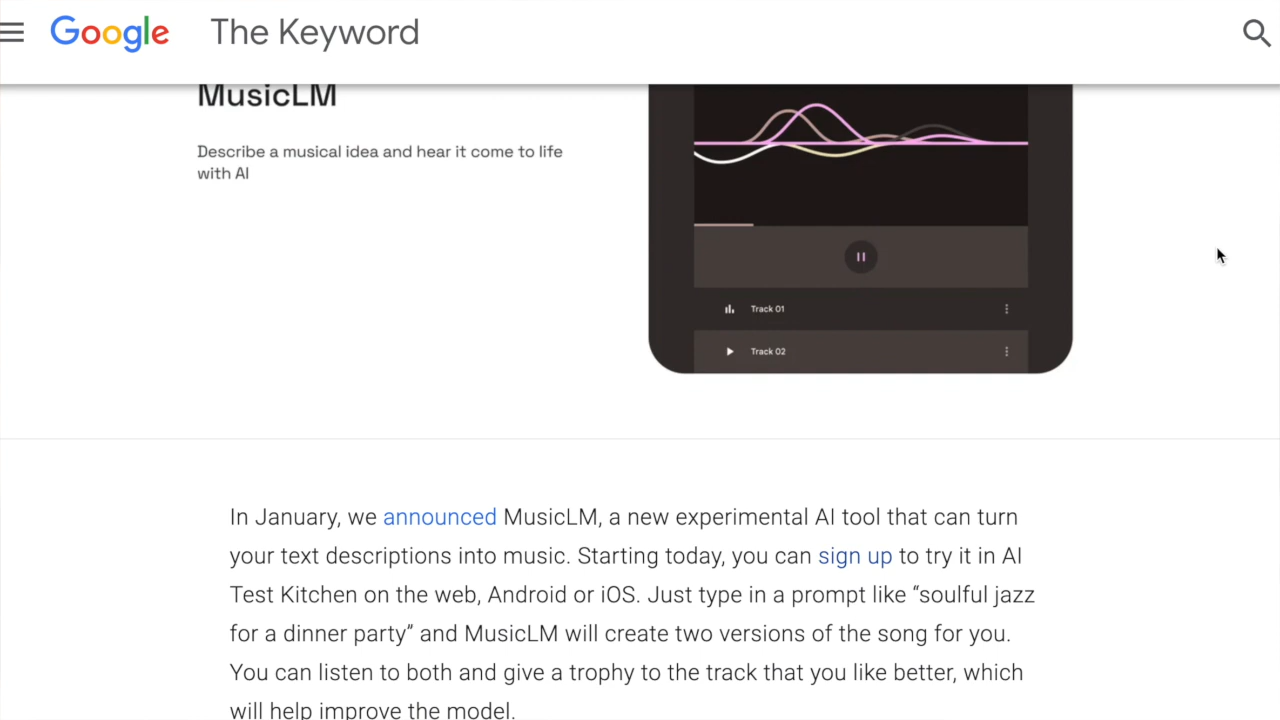 Google The Keyword
MusicLM
Describe a musical idea and hear it come to life
with AI
Track 01
Track 02
In January, we announced MusicLM, a new experimental AI tool that can turn
your text descriptions into music. Starting today, you can sign up to try it in AI
Test Kitchen on the web, Android or iOS. Just type in a prompt like “soulful jazz
for a dinner party” and MusicLM will create two versions of the song for you.
You can listen to both and give a trophy to the track that you like better, which
will help improve the model.